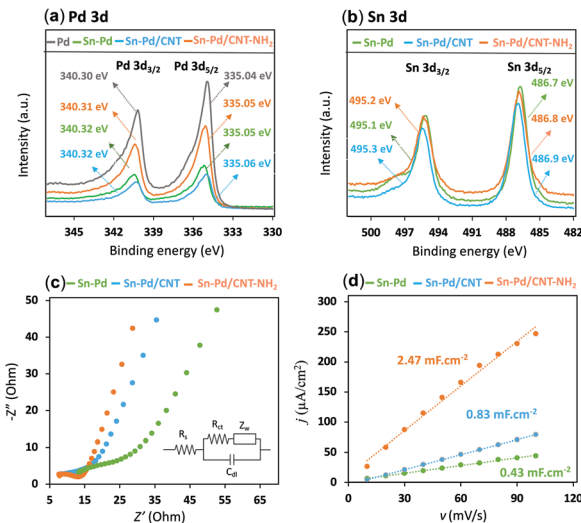 (a) Pd 3d
Pd Sn-Pd Sn-Pd/CNT Sn-Pd/CNT-NH₂
Pd 3d₃/₂ Pd 3d₅/₂
340.30 eV 335.04 eV
340.31 eV 335.05 eV
340.32 eV 335.05 eV
340.32 eV 335.06 eV
Intensity (a.u.)
345 342 339 336 333 330
Binding energy (eV)
(b) Sn 3d
Sn-Pd Sn-Pd/CNT Sn-Pd/CNT-NH₂
Sn 3d₃/₂ Sn 3d₅/₂
486.7 eV
495.2 eV
486.8 eV
495.1 eV
495.3 eV
486.9 eV
Intensity (a.u.)
500 497 494 491 488 485 482
Binding energy (eV)
(c) Sn-Pd Sn-Pd/CNT Sn-Pd/CNT-NH₂
50
40
30
20
10
0
-Z″ (Ohm)
Rₛ R_ct Z_w
C_dl
5 15 25 35 45 55 65
Z′ (Ohm)
(d) Sn-Pd Sn-Pd/CNT Sn-Pd/CNT-NH₂
300
250
200
150
100
50
0
j (µA/cm²)
2.47 mF.cm⁻²
0.83 mF.cm⁻²
0.43 mF.cm⁻²
0 20 40 60 80 100 120
v (mV/s)